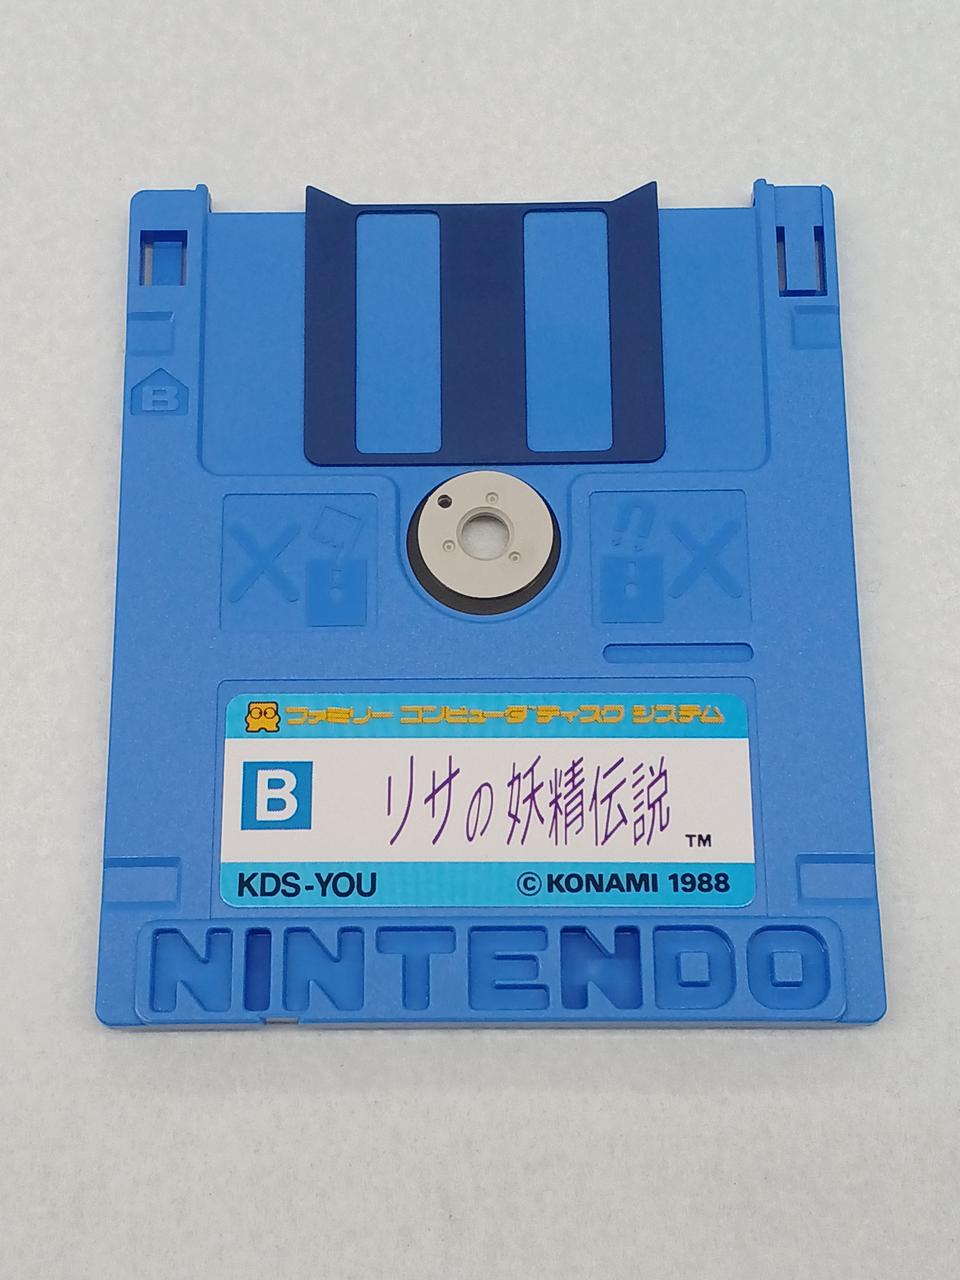 B
ファミリー コンピュータ ディスク システム
B
リサの妖精伝説
TM
KDS-YOU
© KONAMI 1988
NINTENDO